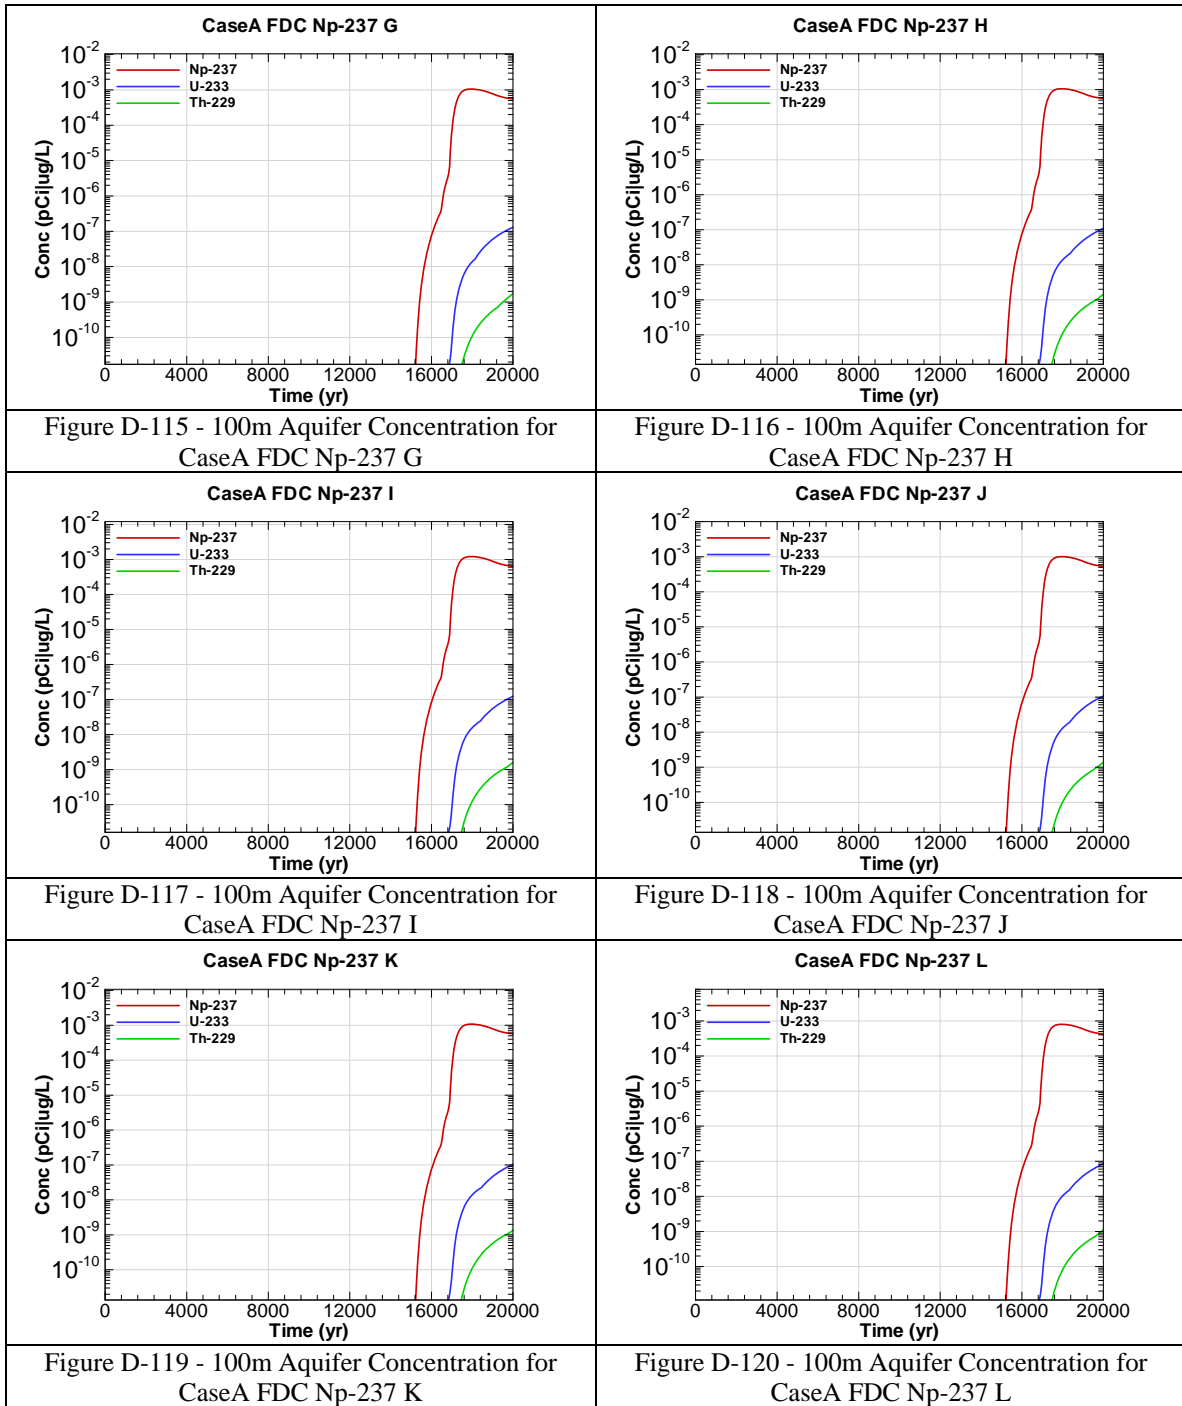 CaseA FDC Np-237 G
10-2
10-3
10-4
10-5
10-6
10-7
10-8
10-9
10-10
Conc (pCi|ug/L)
Np-237
U-233
Th-229
0 4000 8000 12000 16000 20000
Time (yr)
Figure D-115 - 100m Aquifer Concentration for
CaseA FDC Np-237 G
CaseA FDC Np-237 H
10-2
10-3
10-4
10-5
10-6
10-7
10-8
10-9
10-10
Conc (pCi|ug/L)
Np-237
U-233
Th-229
0 4000 8000 12000 16000 20000
Time (yr)
Figure D-116 - 100m Aquifer Concentration for
CaseA FDC Np-237 H
CaseA FDC Np-237 I
10-2
10-3
10-4
10-5
10-6
10-7
10-8
10-9
10-10
Conc (pCi|ug/L)
Np-237
U-233
Th-229
0 4000 8000 12000 16000 20000
Time (yr)
Figure D-117 - 100m Aquifer Concentration for
CaseA FDC Np-237 I
CaseA FDC Np-237 J
10-2
10-3
10-4
10-5
10-6
10-7
10-8
10-9
10-10
Conc (pCi|ug/L)
Np-237
U-233
Th-229
0 4000 8000 12000 16000 20000
Time (yr)
Figure D-118 - 100m Aquifer Concentration for
CaseA FDC Np-237 J
CaseA FDC Np-237 K
10-2
10-3
10-4
10-5
10-6
10-7
10-8
10-9
10-10
Conc (pCi|ug/L)
Np-237
U-233
Th-229
0 4000 8000 12000 16000 20000
Time (yr)
Figure D-119 - 100m Aquifer Concentration for
CaseA FDC Np-237 K
CaseA FDC Np-237 L
10-3
10-4
10-5
10-6
10-7
10-8
10-9
10-10
Conc (pCi|ug/L)
Np-237
U-233
Th-229
0 4000 8000 12000 16000 20000
Time (yr)
Figure D-120 - 100m Aquifer Concentration for
CaseA FDC Np-237 L